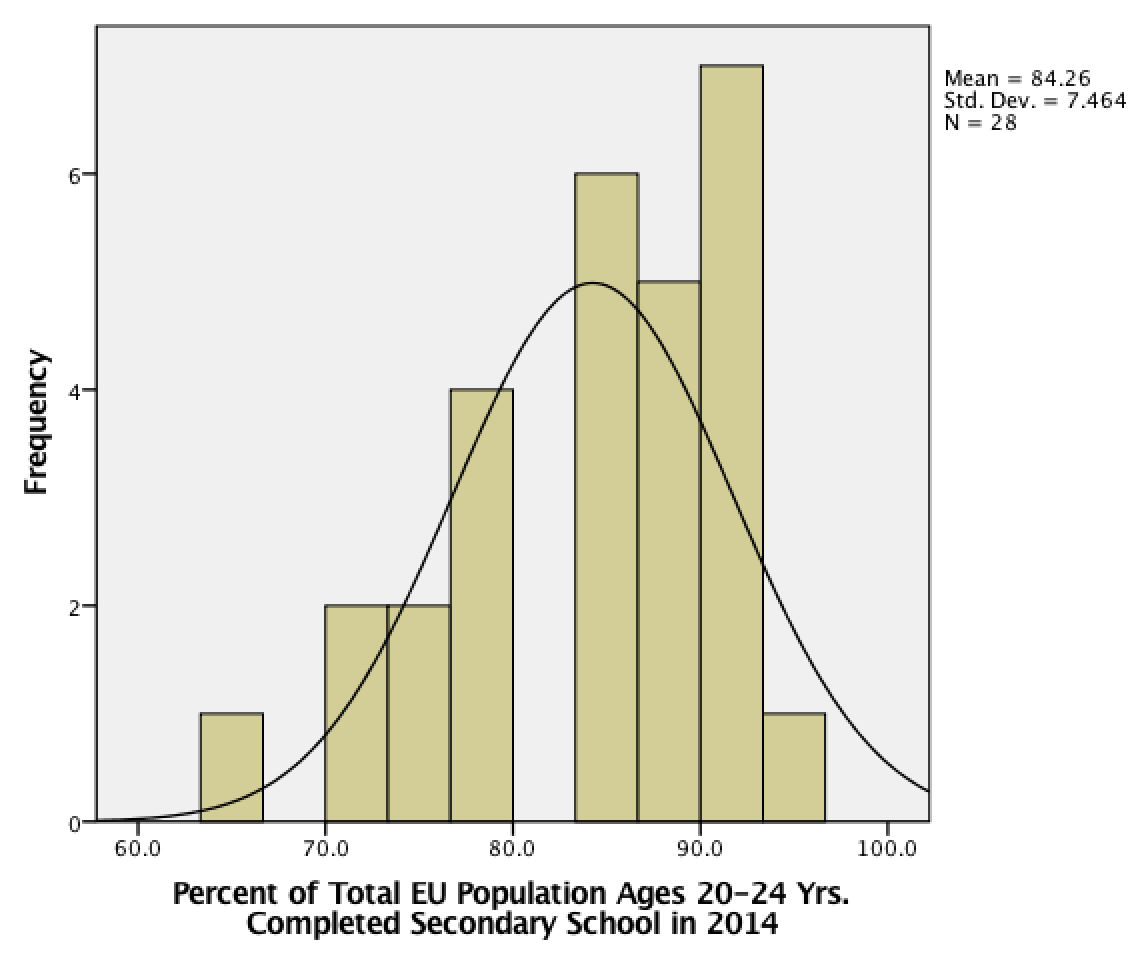 Mean = 84.26
Std. Dev. = 7.464
N = 28
Frequency
6
4
2
0
60.0 70.0 80.0 90.0 100.0
Percent of Total EU Population Ages 20–24 Yrs.
Completed Secondary School in 2014